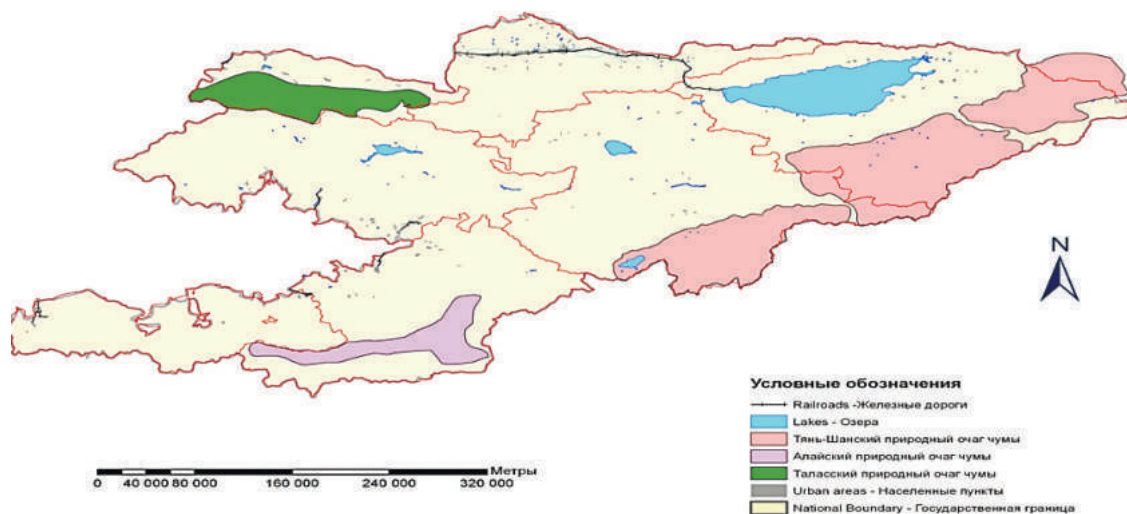 N
Условные обозначения
Railroads -Железные дороги
Lakes - Озера
Тянь-Шанский природный очаг чумы
Алайский природный очаг чумы
Таласский природный очаг чумы
Urban areas - Населенные пункты
National Boundary - Государственная граница
Метры
0 40 000 80 000 160 000 240 000 320 000